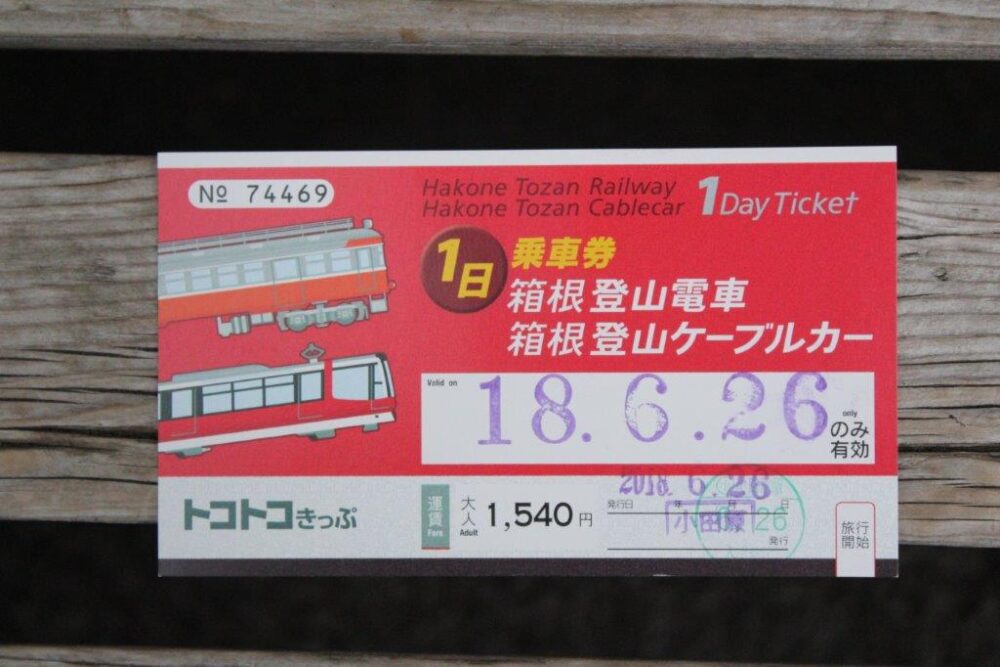 No 74469
Hakone Tozan Railway
Hakone Tozan Cablecar
1Day Ticket
1日
乗車券
箱根登山電車
箱根登山ケーブルカー
Valid on
18.6.26
only
のみ
有効
トコトコきっぷ
運賃
Fare
大人
Adult
1,540円
2018. 6. 26
発行日 年 月 日
小田原
26
発行
旅行
開始